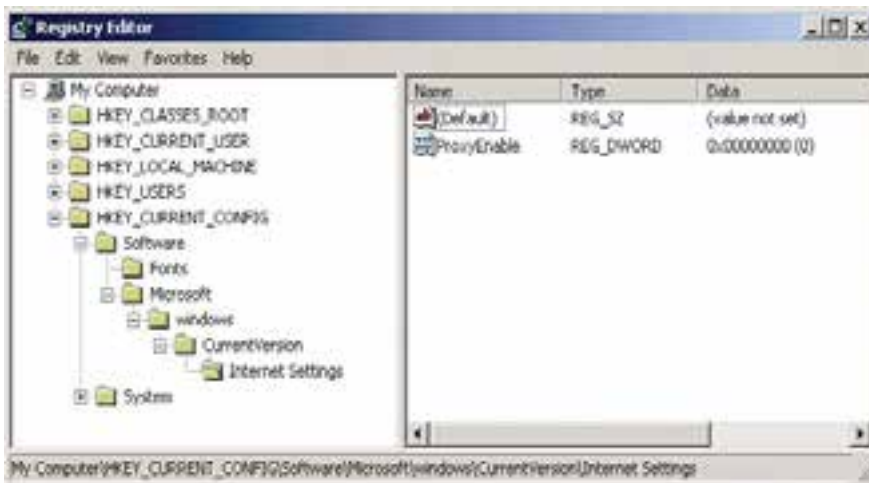 Registry Editor
File Edit View Favorites Help
My Computer
HKEY_CLASSES_ROOT
HKEY_CURRENT_USER
HKEY_LOCAL_MACHINE
HKEY_USERS
HKEY_CURRENT_CONFIG
Software
Fonts
Microsoft
windows
CurrentVersion
Internet Settings
System
Name Type Data
(Default) REG_SZ (value not set)
ProxyEnable REG_DWORD 0x00000000 (0)
My Computer\HKEY_CURRENT_CONFIG\Software\Microsoft\windows\CurrentVersion\Internet Settings